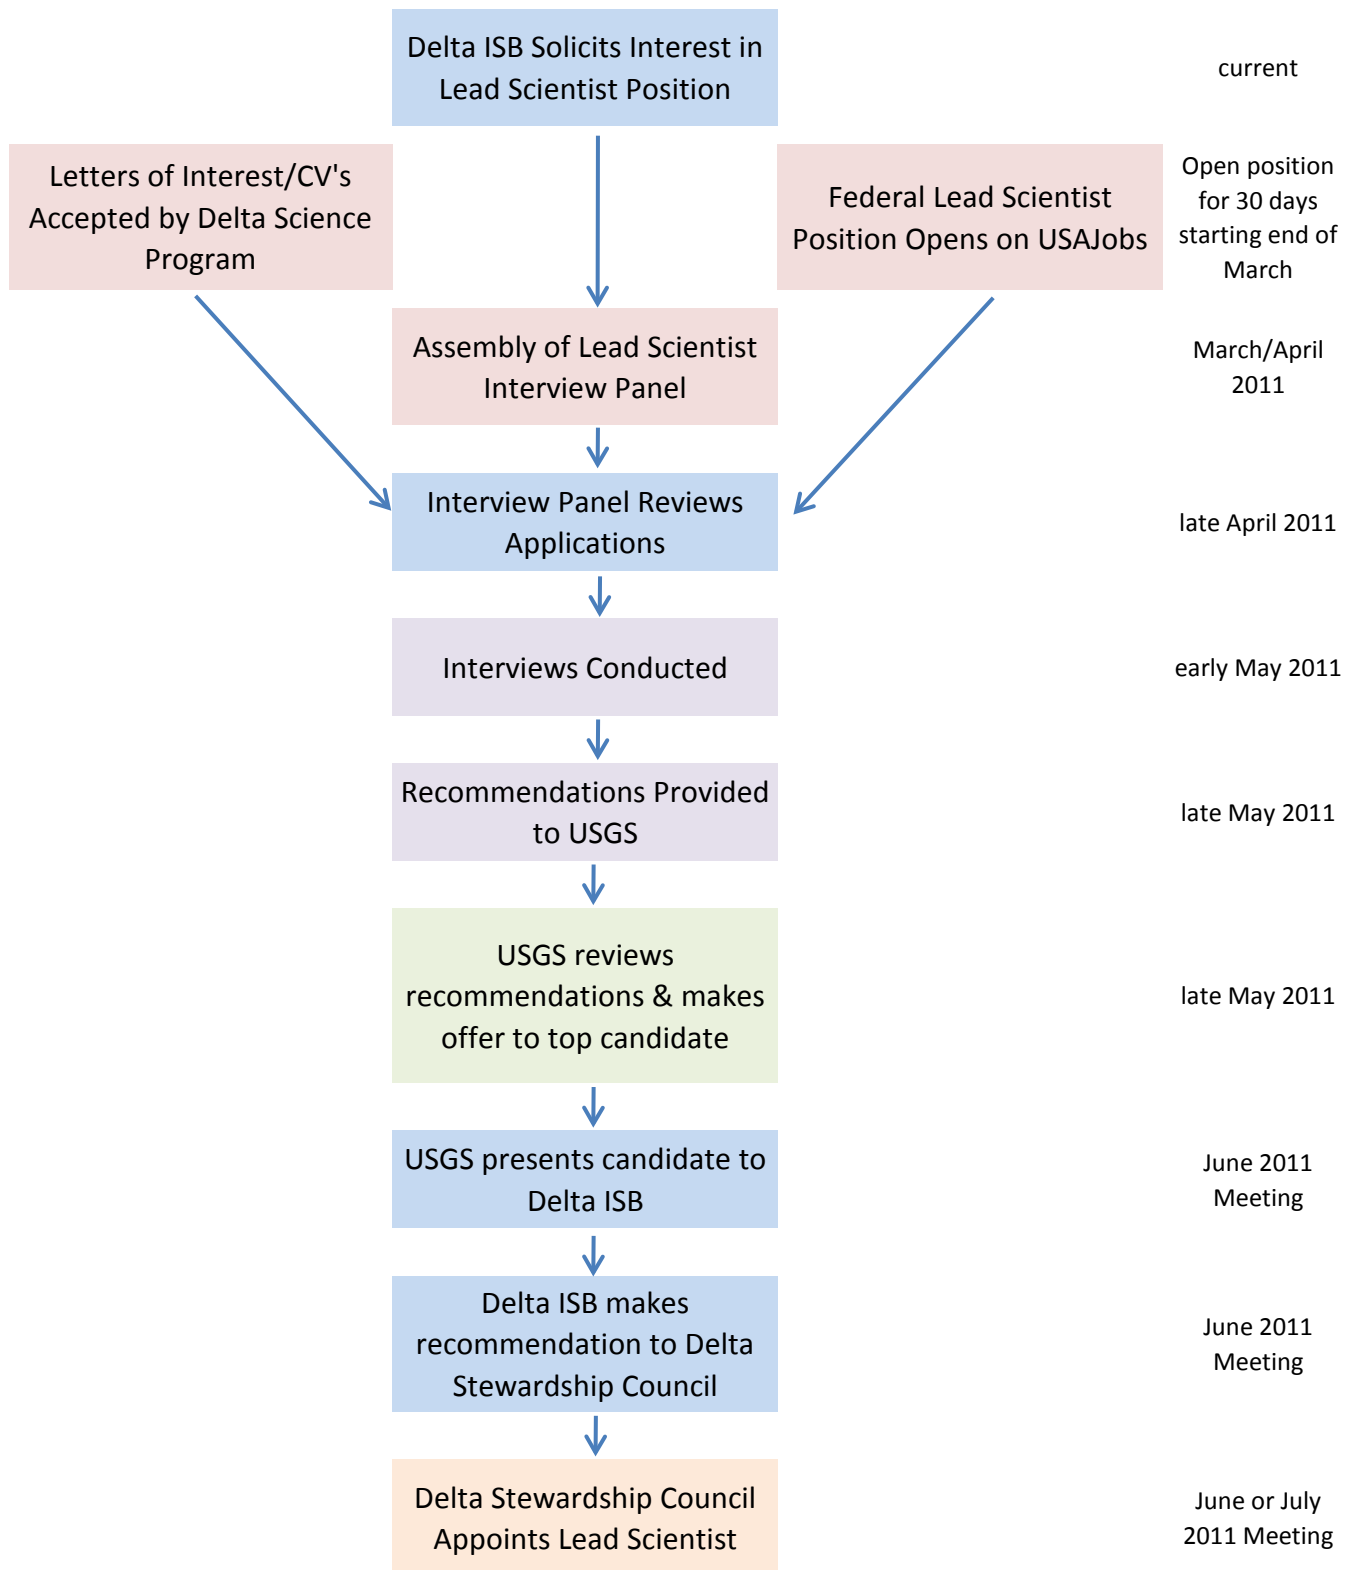 Delta ISB Solicits Interest in
Lead Scientist Position
current
Letters of Interest/CV's
Accepted by Delta Science
Program
Federal Lead Scientist
Position Opens on USAJobs
Open position
for 30 days
starting end of
March
Assembly of Lead Scientist
Interview Panel
March/April
2011
Interview Panel Reviews
Applications
late April 2011
Interviews Conducted
early May 2011
Recommendations Provided
to USGS
late May 2011
USGS reviews
recommendations & makes
offer to top candidate
late May 2011
USGS presents candidate to
Delta ISB
June 2011
Meeting
Delta ISB makes
recommendation to Delta
Stewardship Council
June 2011
Meeting
Delta Stewardship Council
Appoints Lead Scientist
June or July
2011 Meeting